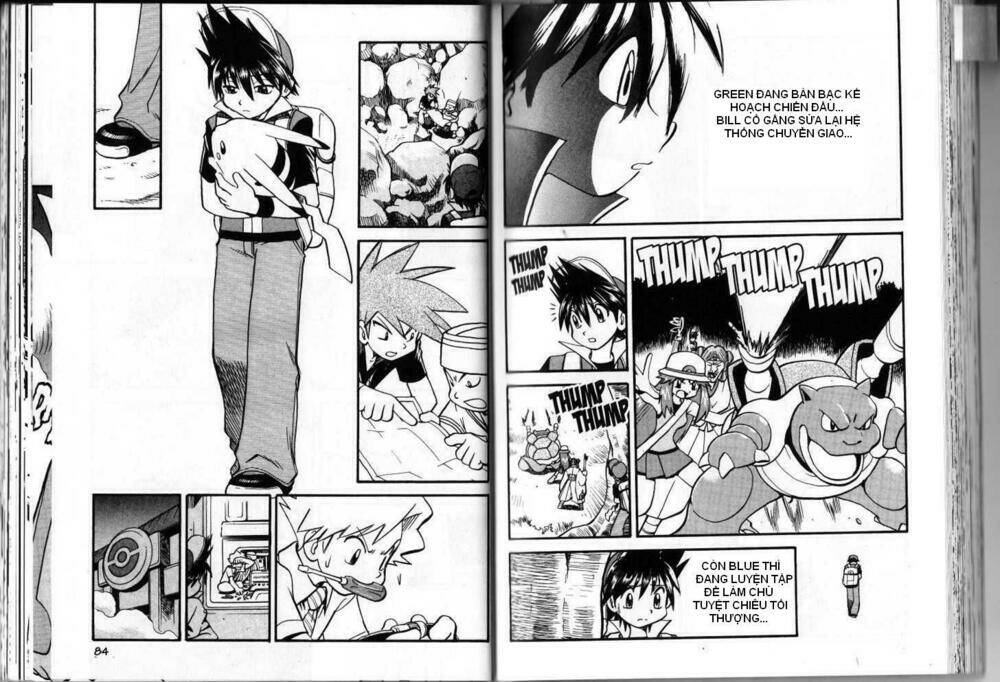 84
GREEN ĐANG BÀN BẠC KẾ
HOẠCH CHIẾN ĐẤU...
BILL CỐ GẮNG SỬA LẠI HỆ
THỐNG CHUYỂN GIAO...
THUMP
THUMP
THUMP
THUMP
THUMP
THUMP
THUMP
CÒN BLUE THÌ
ĐANG LUYỆN TẬP
ĐỂ LÀM CHỦ
TUYỆT CHIÊU TỐI
THƯỢNG...